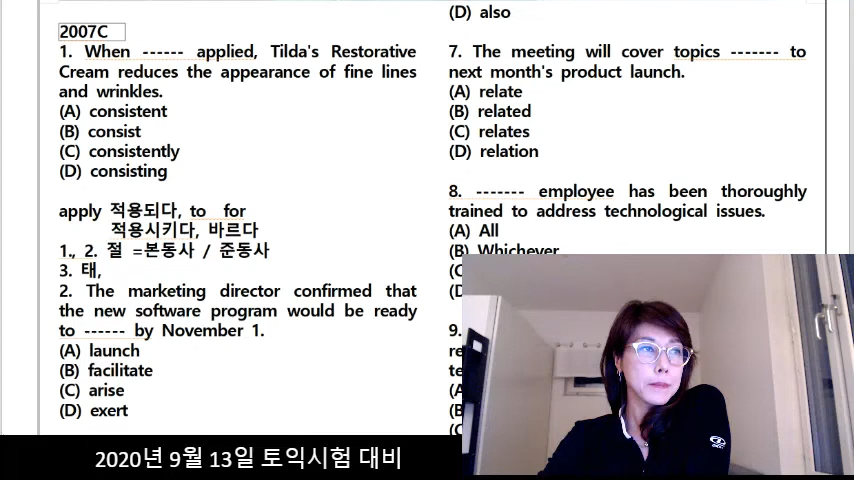 2007C
1. When ------ applied, Tilda's Restorative
Cream reduces the appearance of fine lines
and wrinkles.
(A) consistent
(B) consist
(C) consistently
(D) consisting
apply 적용되다, to for
적용시키다, 바르다
1., 2. 절 =본동사 / 준동사
3. 태,
2. The marketing director confirmed that
the new software program would be ready
to ------ by November 1.
(A) launch
(B) facilitate
(C) arise
(D) exert
(D) also
7. The meeting will cover topics ------- to
next month's product launch.
(A) relate
(B) related
(C) relates
(D) relation
8. ------- employee has been thoroughly
trained to address technological issues.
(A) All
(B) Whichever
(C
(D
9.
re
te
(A
(B
(C
2020년 9월 13일 토익시험 대비